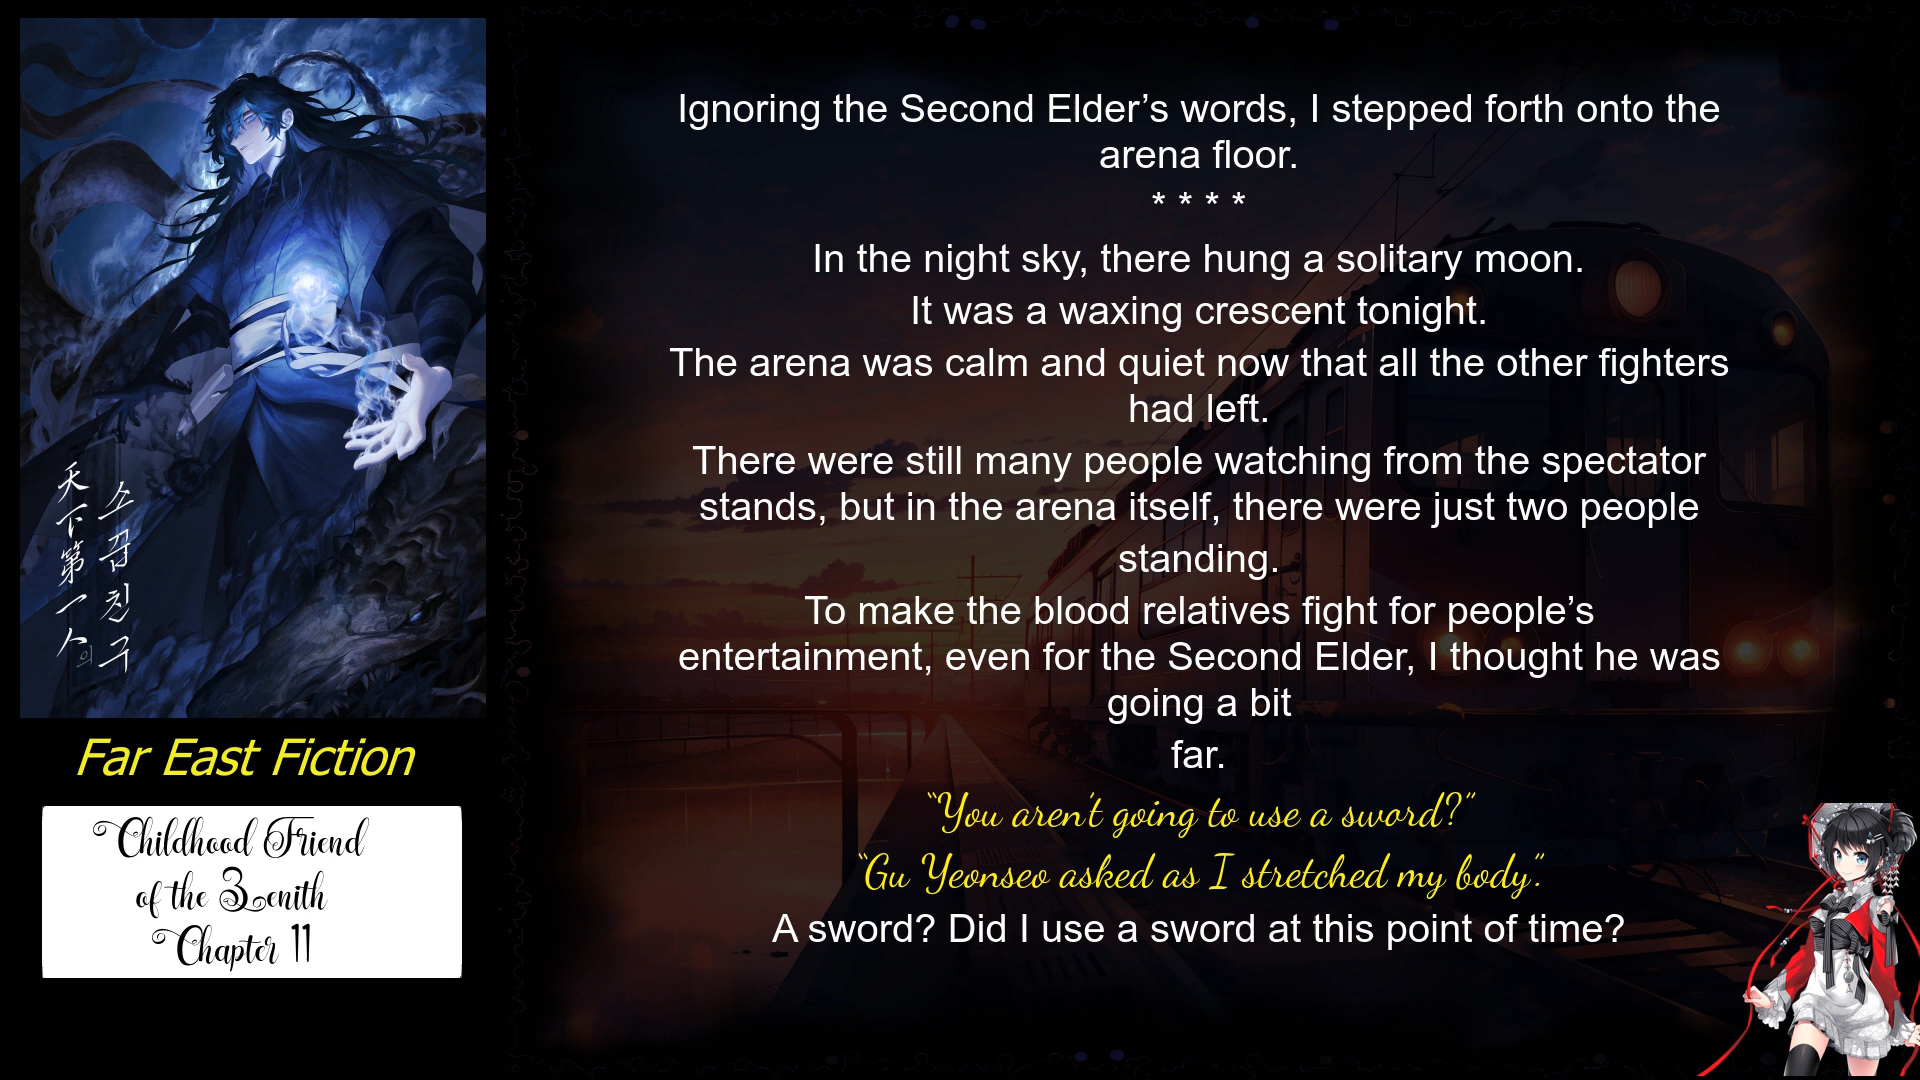 天下第一人의
소꿉친구
Far East Fiction
Childhood Friend
of the Zenith
Chapter 11
Ignoring the Second Elder’s words, I stepped forth onto the
arena floor.
* * * *
In the night sky, there hung a solitary moon.
It was a waxing crescent tonight.
The arena was calm and quiet now that all the other fighters
had left.
There were still many people watching from the spectator
stands, but in the arena itself, there were just two people
standing.
To make the blood relatives fight for people’s
entertainment, even for the Second Elder, I thought he was
going a bit
far.
“You aren’t going to use a sword?”
“Gu Yeonseo asked as I stretched my body”.
A sword? Did I use a sword at this point of time?